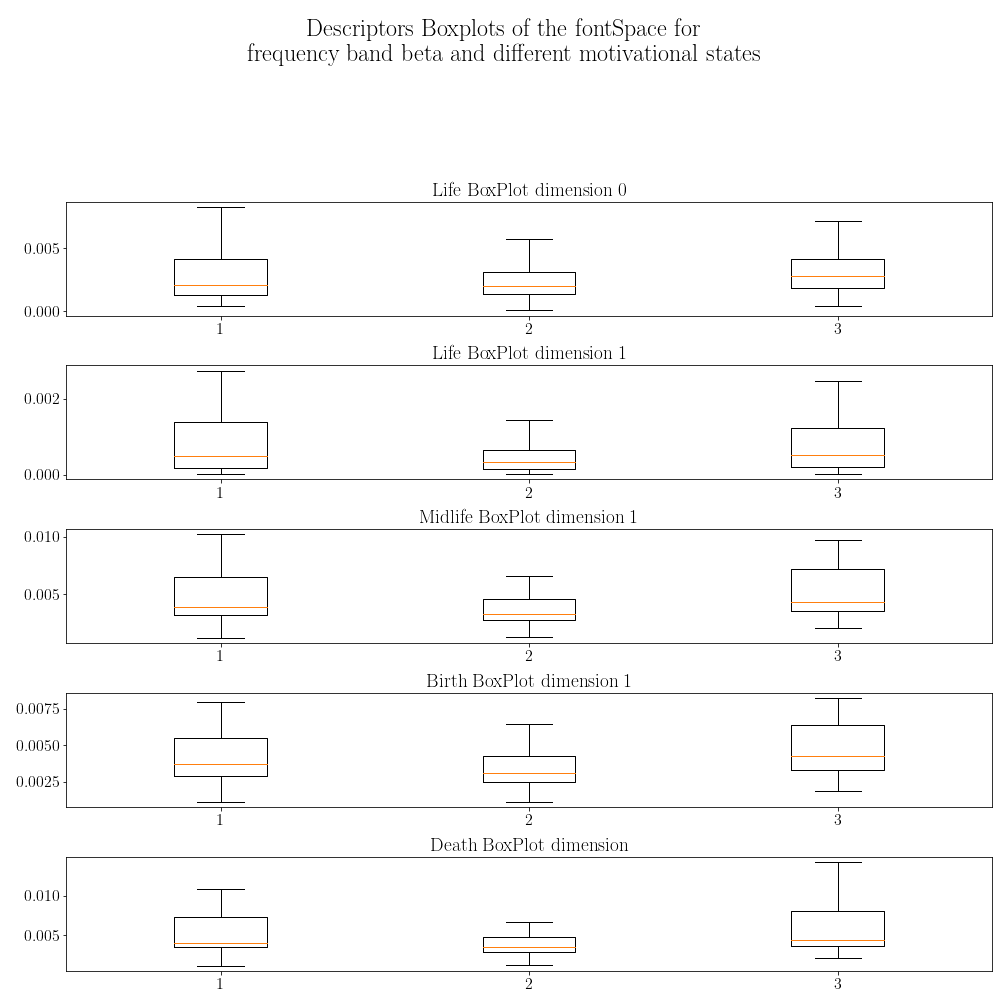 Descriptors Boxplots of the fontSpace for
frequency band beta and different motivational states
Life BoxPlot dimension 0
0.005
0.000
1 2 3
Life BoxPlot dimension 1
0.002
0.000
1 2 3
Midlife BoxPlot dimension 1
0.010
0.005
1 2 3
Birth BoxPlot dimension 1
0.0075
0.0050
0.0025
1 2 3
Death BoxPlot dimension
0.010
0.005
1 2 3